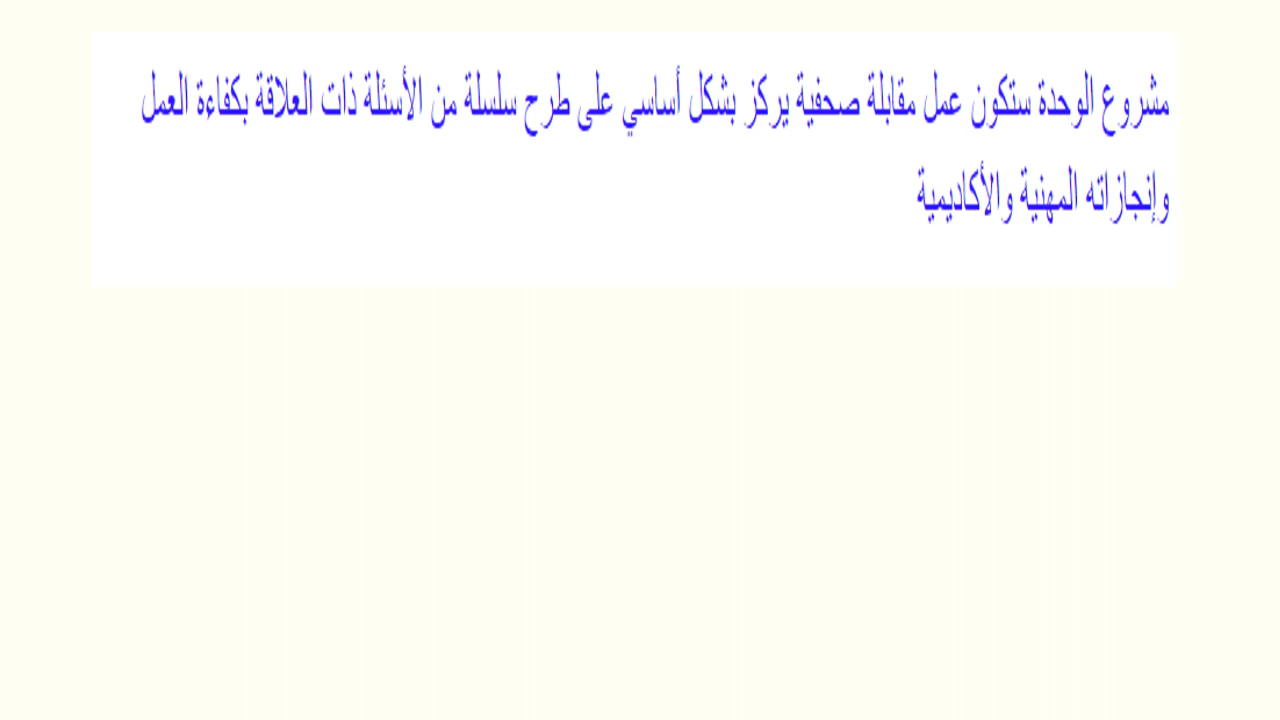 مشروع الوحدة ستكون عمل مقابلة صحفية يركز بشكل أساسي على طرح سلسلة من الأسئلة ذات العلاقة بكفاءة العمل
وإنجازاته المهنية والأكاديمية